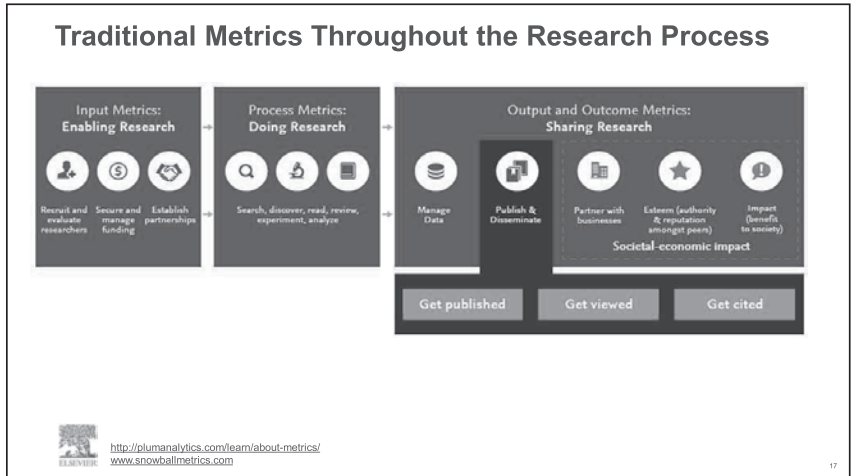 Traditional Metrics Throughout the Research Process
Input Metrics:
Enabling Research
Recruit and
evaluate
researchers
Secure and
manage
funding
Establish
partnerships
Process Metrics:
Doing Research
Search, discover, read, review,
experiment, analyze
Output and Outcome Metrics:
Sharing Research
Manage
Data
Publish &
Disseminate
Partner with
businesses
Esteem (authority
& reputation
amongst peers)
Impact
(benefit
to society)
Societal-economic impact
Get published
Get viewed
Get cited
ELSEVIER
http://plumanalytics.com/learn/about-metrics/
www.snowballmetrics.com
17